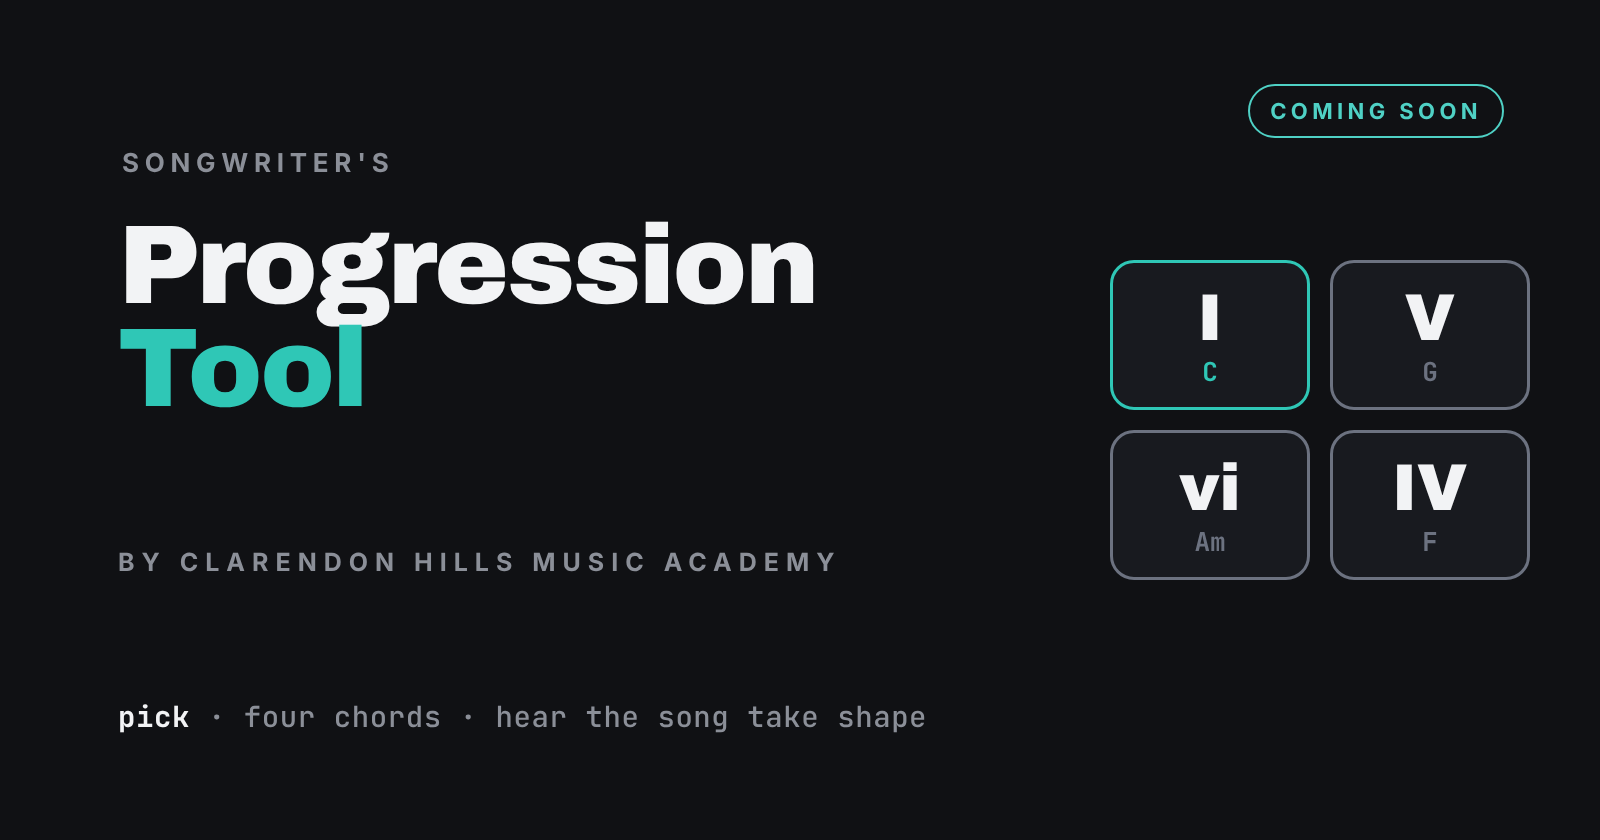 COMING SOON
SONGWRITER'S
Progression
Tool
I
C
V
G
vi
Am
IV
F
BY CLARENDON HILLS MUSIC ACADEMY
pick · four chords · hear the song take shape